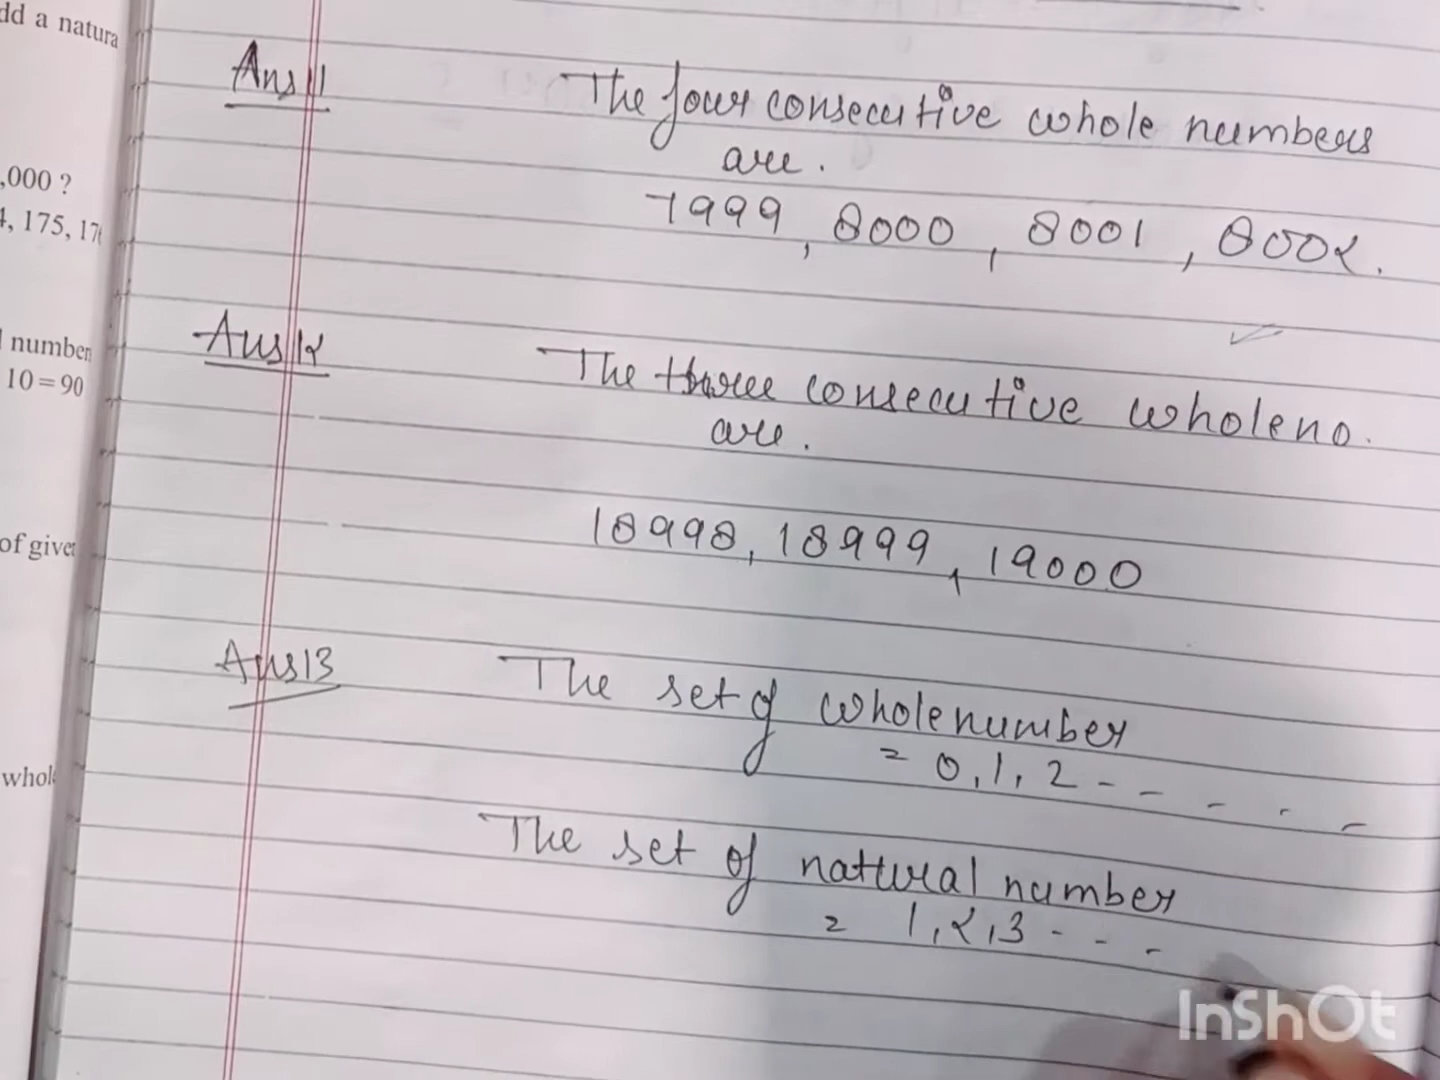 dd a natura
,000 ?
4, 175, 17
number
10 = 90
of give
whol
Ans 11
The four consecutive whole numbers
are.
7999, 8000, 8001, 8002.
Ans 12
The three consecutive whole no.
are.
18998, 18999, 19000
Ans 13
The set of whole number
= 0, 1, 2 - - - - -
The set of natural number
= 1, 2, 3 - - -
InShOt